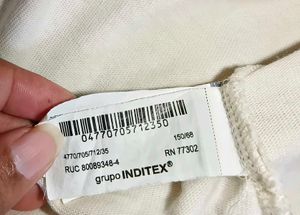 04770705712350
4770/705/712/35
150/68
RUC 80089348-4
RN 77302
grupo INDITEX®